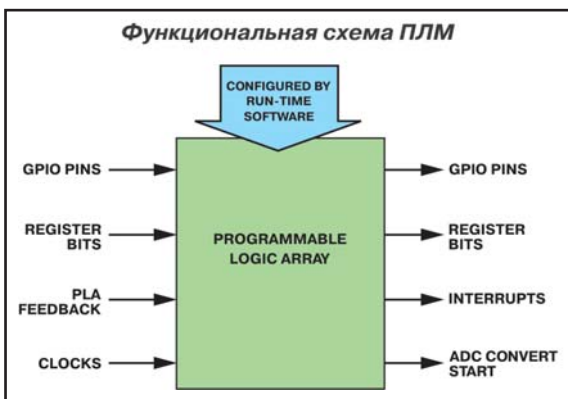 Функциональная схема ПЛМ
CONFIGURED BY
RUN-TIME
SOFTWARE
GPIO PINS
REGISTER
BITS
PLA
FEEDBACK
CLOCKS
PROGRAMMABLE
LOGIC ARRAY
GPIO PINS
REGISTER
BITS
INTERRUPTS
ADC CONVERT
START